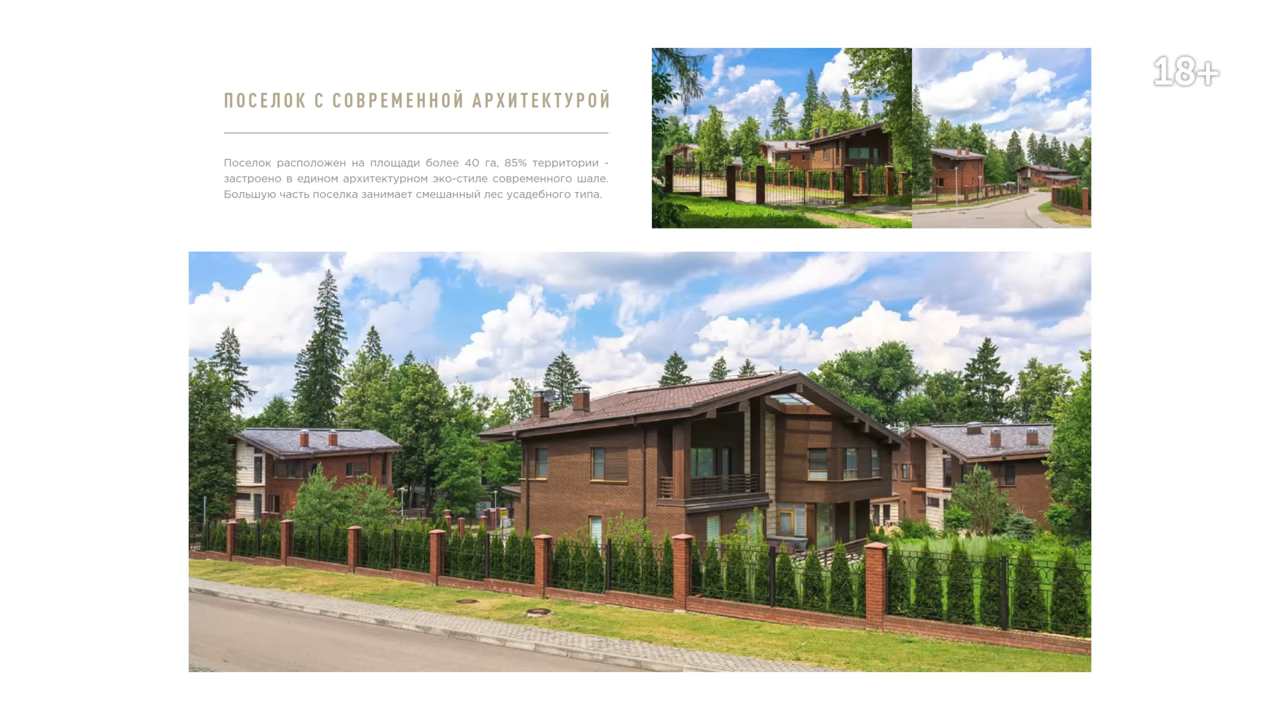 ПОСЕЛОК С СОВРЕМЕННОЙ АРХИТЕКТУРОЙ
18+
Поселок расположен на площади более 40 га, 85% территории -
застроено в едином архитектурном эко-стиле современного шале.
Большую часть поселка занимает смешанный лес усадебного типа.